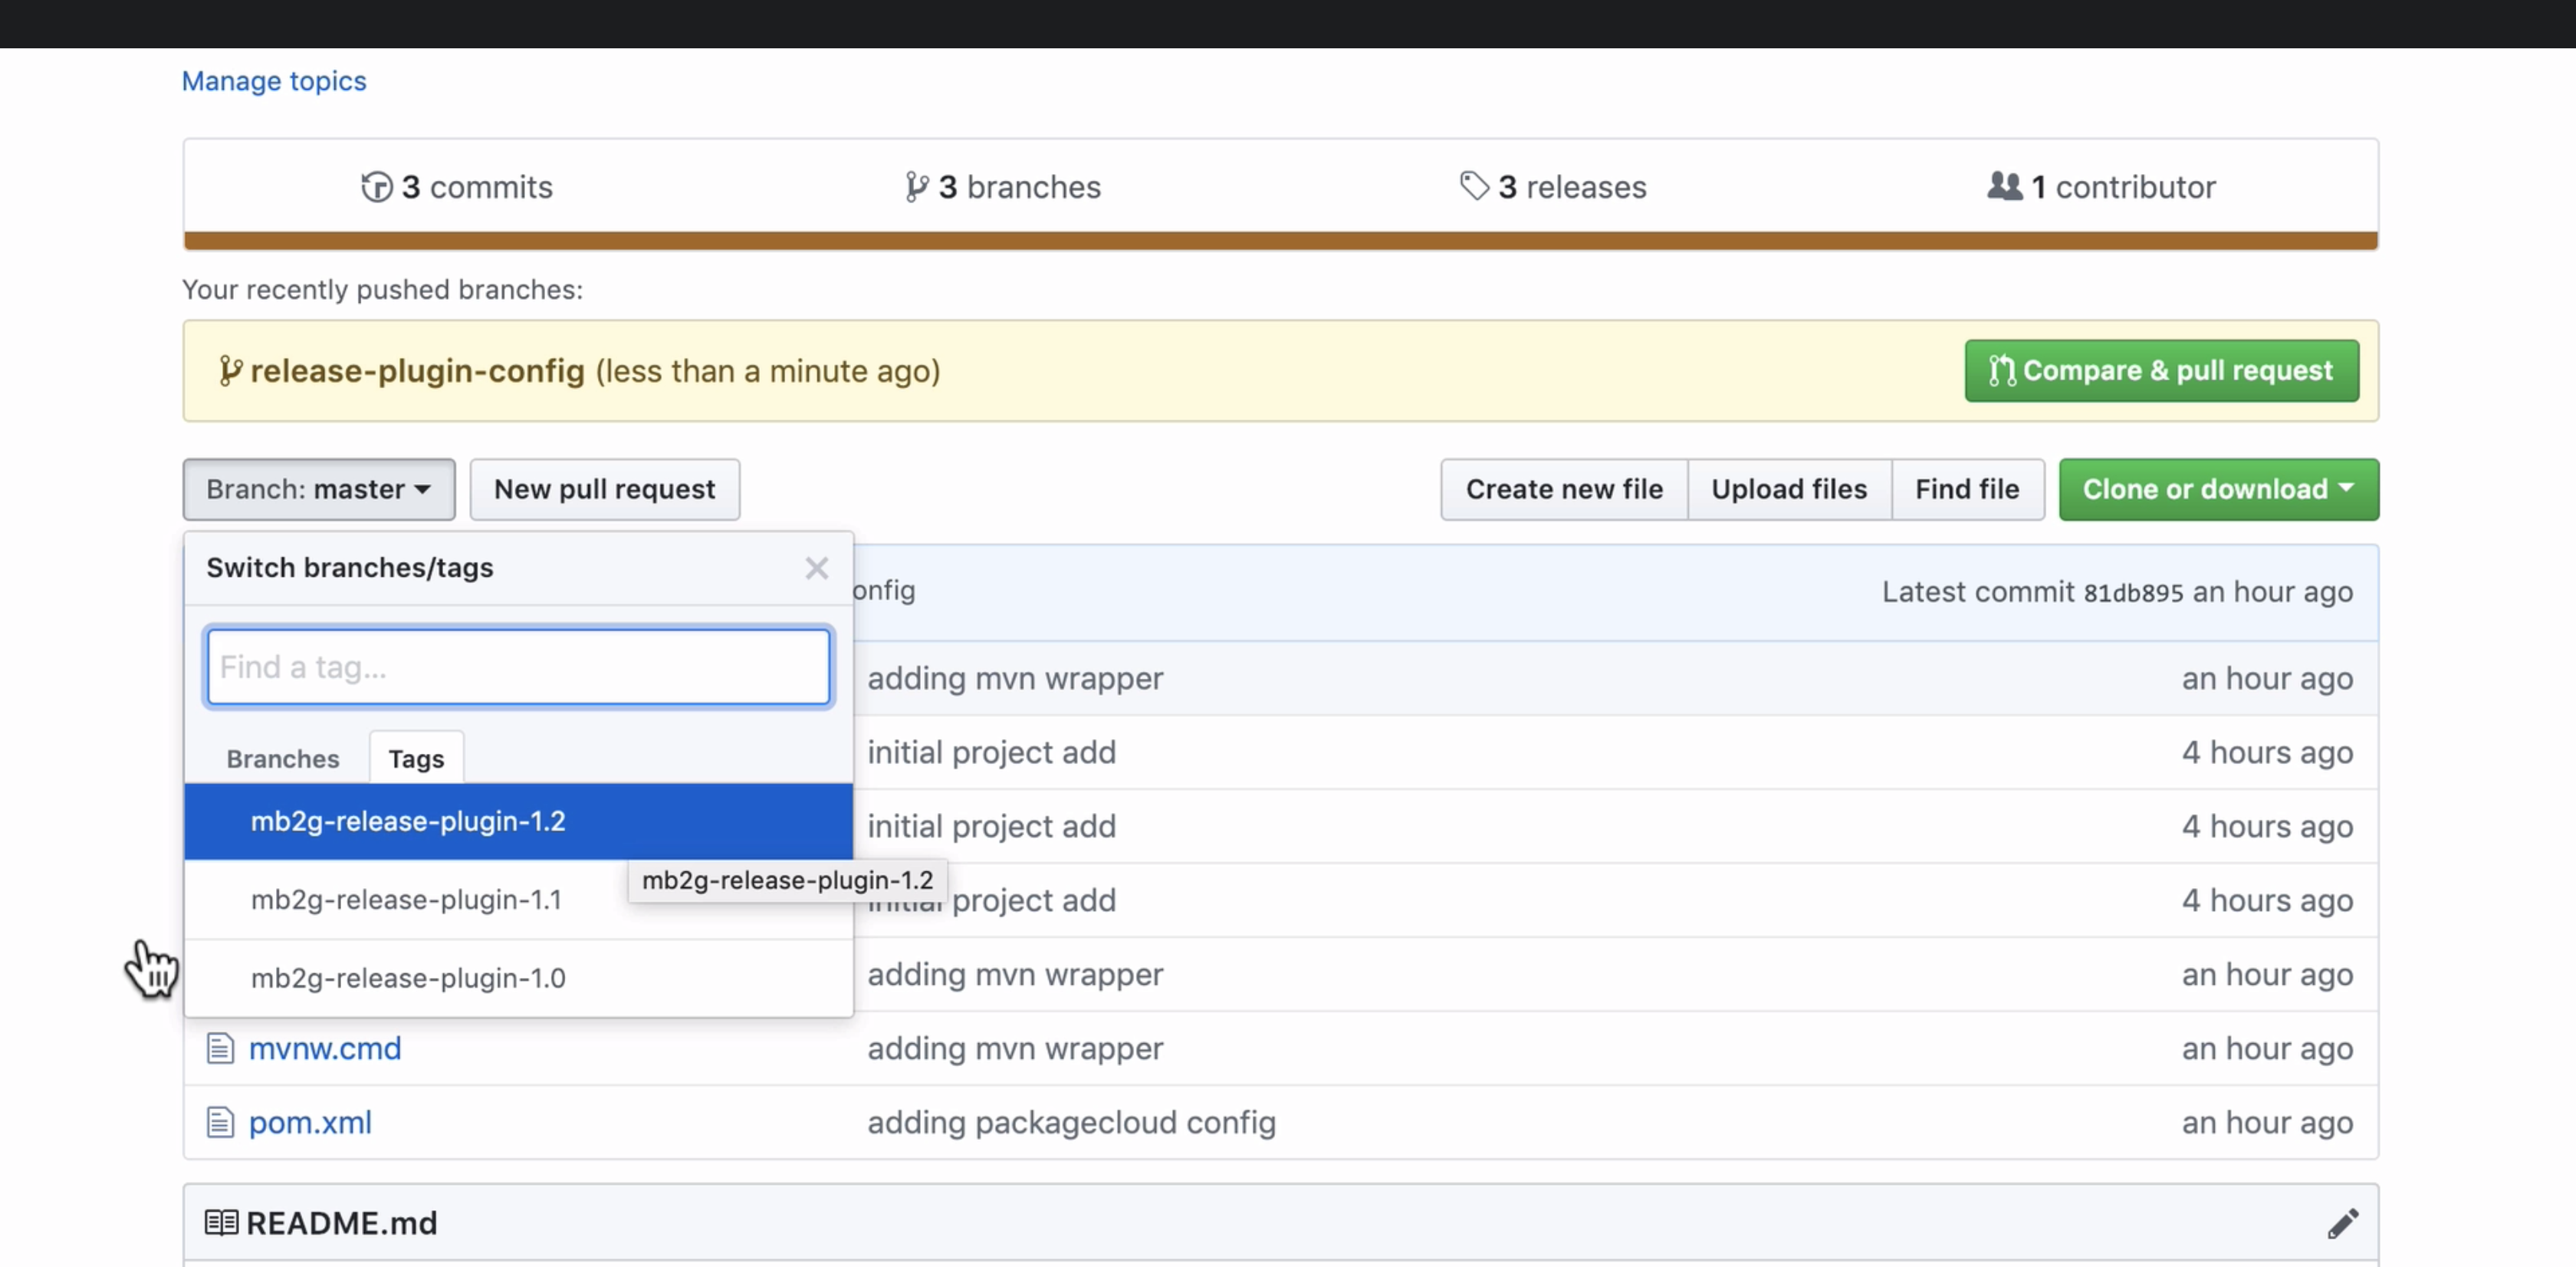 Manage topics
3 commits
3 branches
3 releases
1 contributor
Your recently pushed branches:
release-plugin-config (less than a minute ago)
Compare & pull request
Branch: master
New pull request
Create new file
Upload files
Find file
Clone or download
Switch branches/tags
onfig
Latest commit 81db895 an hour ago
Find a tag...
adding mvn wrapper
an hour ago
Branches
Tags
initial project add
4 hours ago
mb2g-release-plugin-1.2
initial project add
4 hours ago
mb2g-release-plugin-1.2
mb2g-release-plugin-1.1
initial project add
4 hours ago
mb2g-release-plugin-1.0
adding mvn wrapper
an hour ago
mvnw.cmd
adding mvn wrapper
an hour ago
pom.xml
adding packagecloud config
an hour ago
README.md